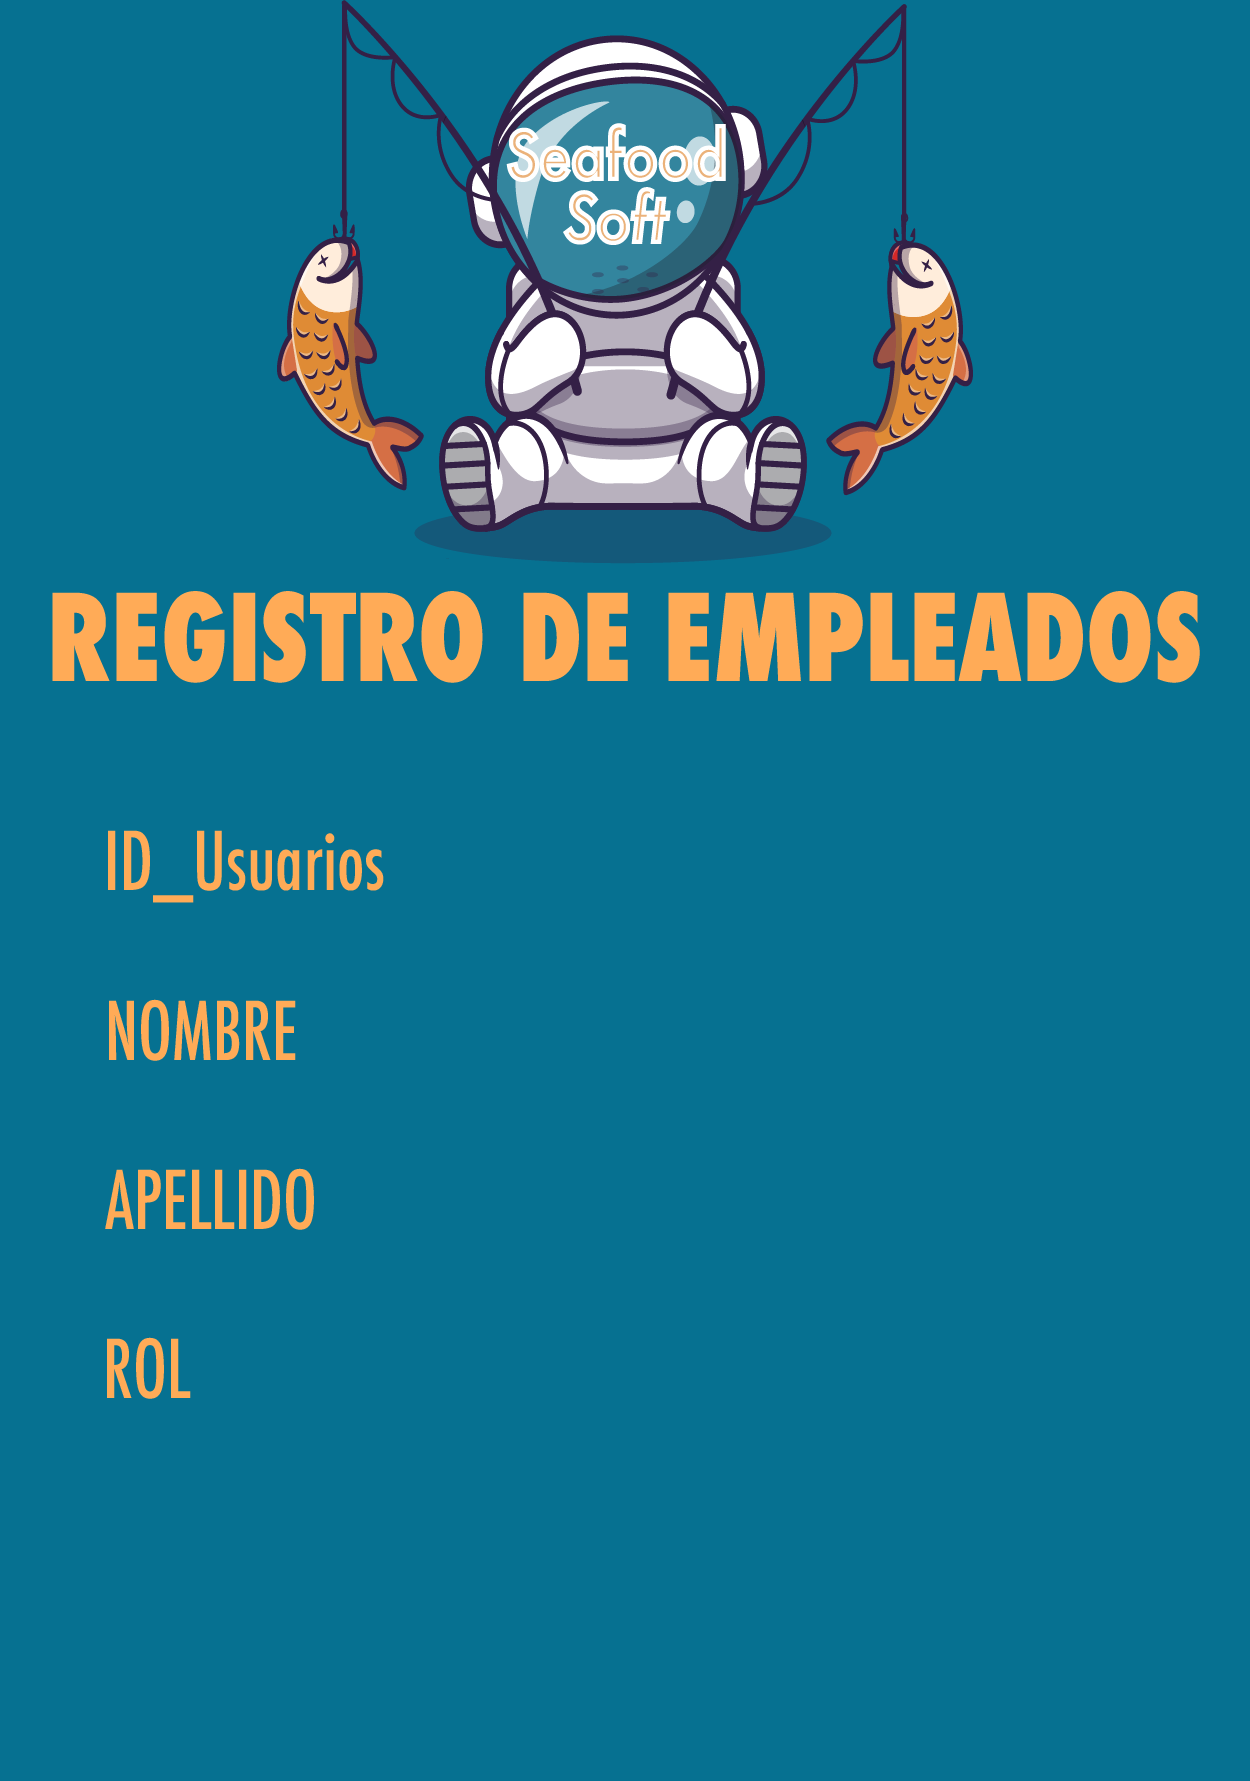 Seafood
Soft
REGISTRO DE EMPLEADOS
ID_Usuarios
NOMBRE
APELLIDO
ROL